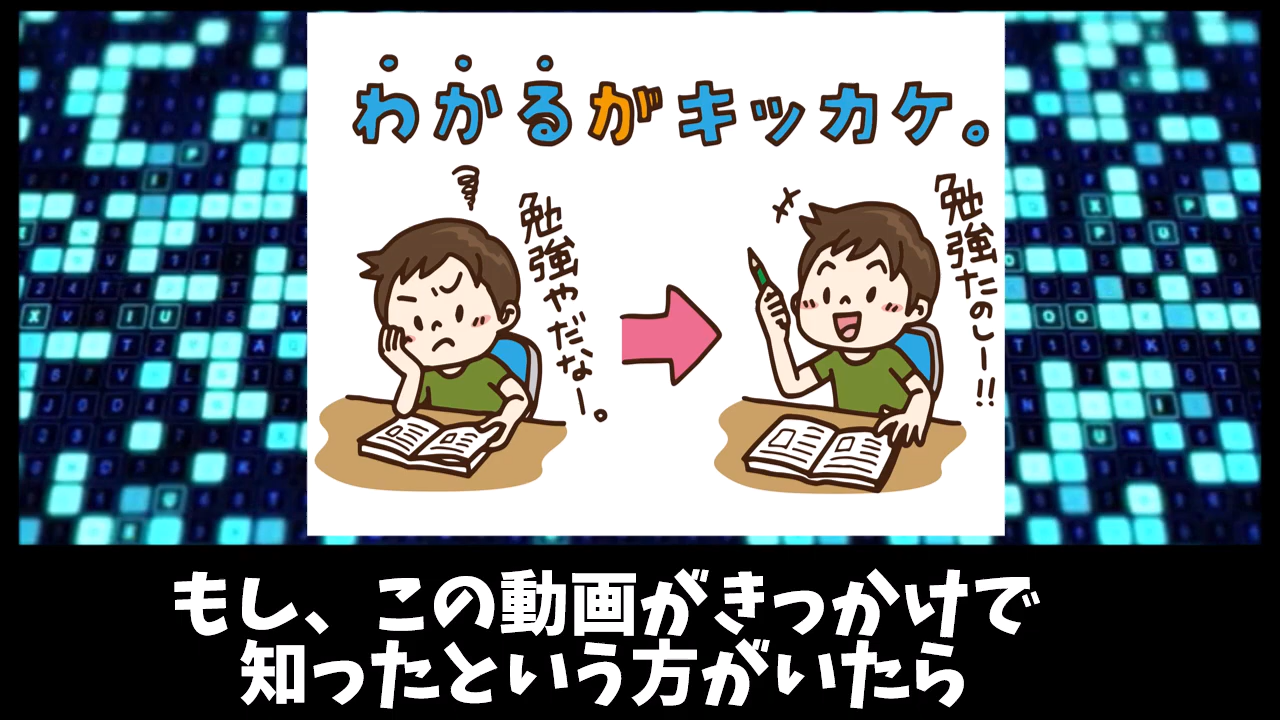 わかるがキッカケ。
勉強やだなー。
勉強たのしー!!
もし、この動画がきっかけで
知ったという方がいたら